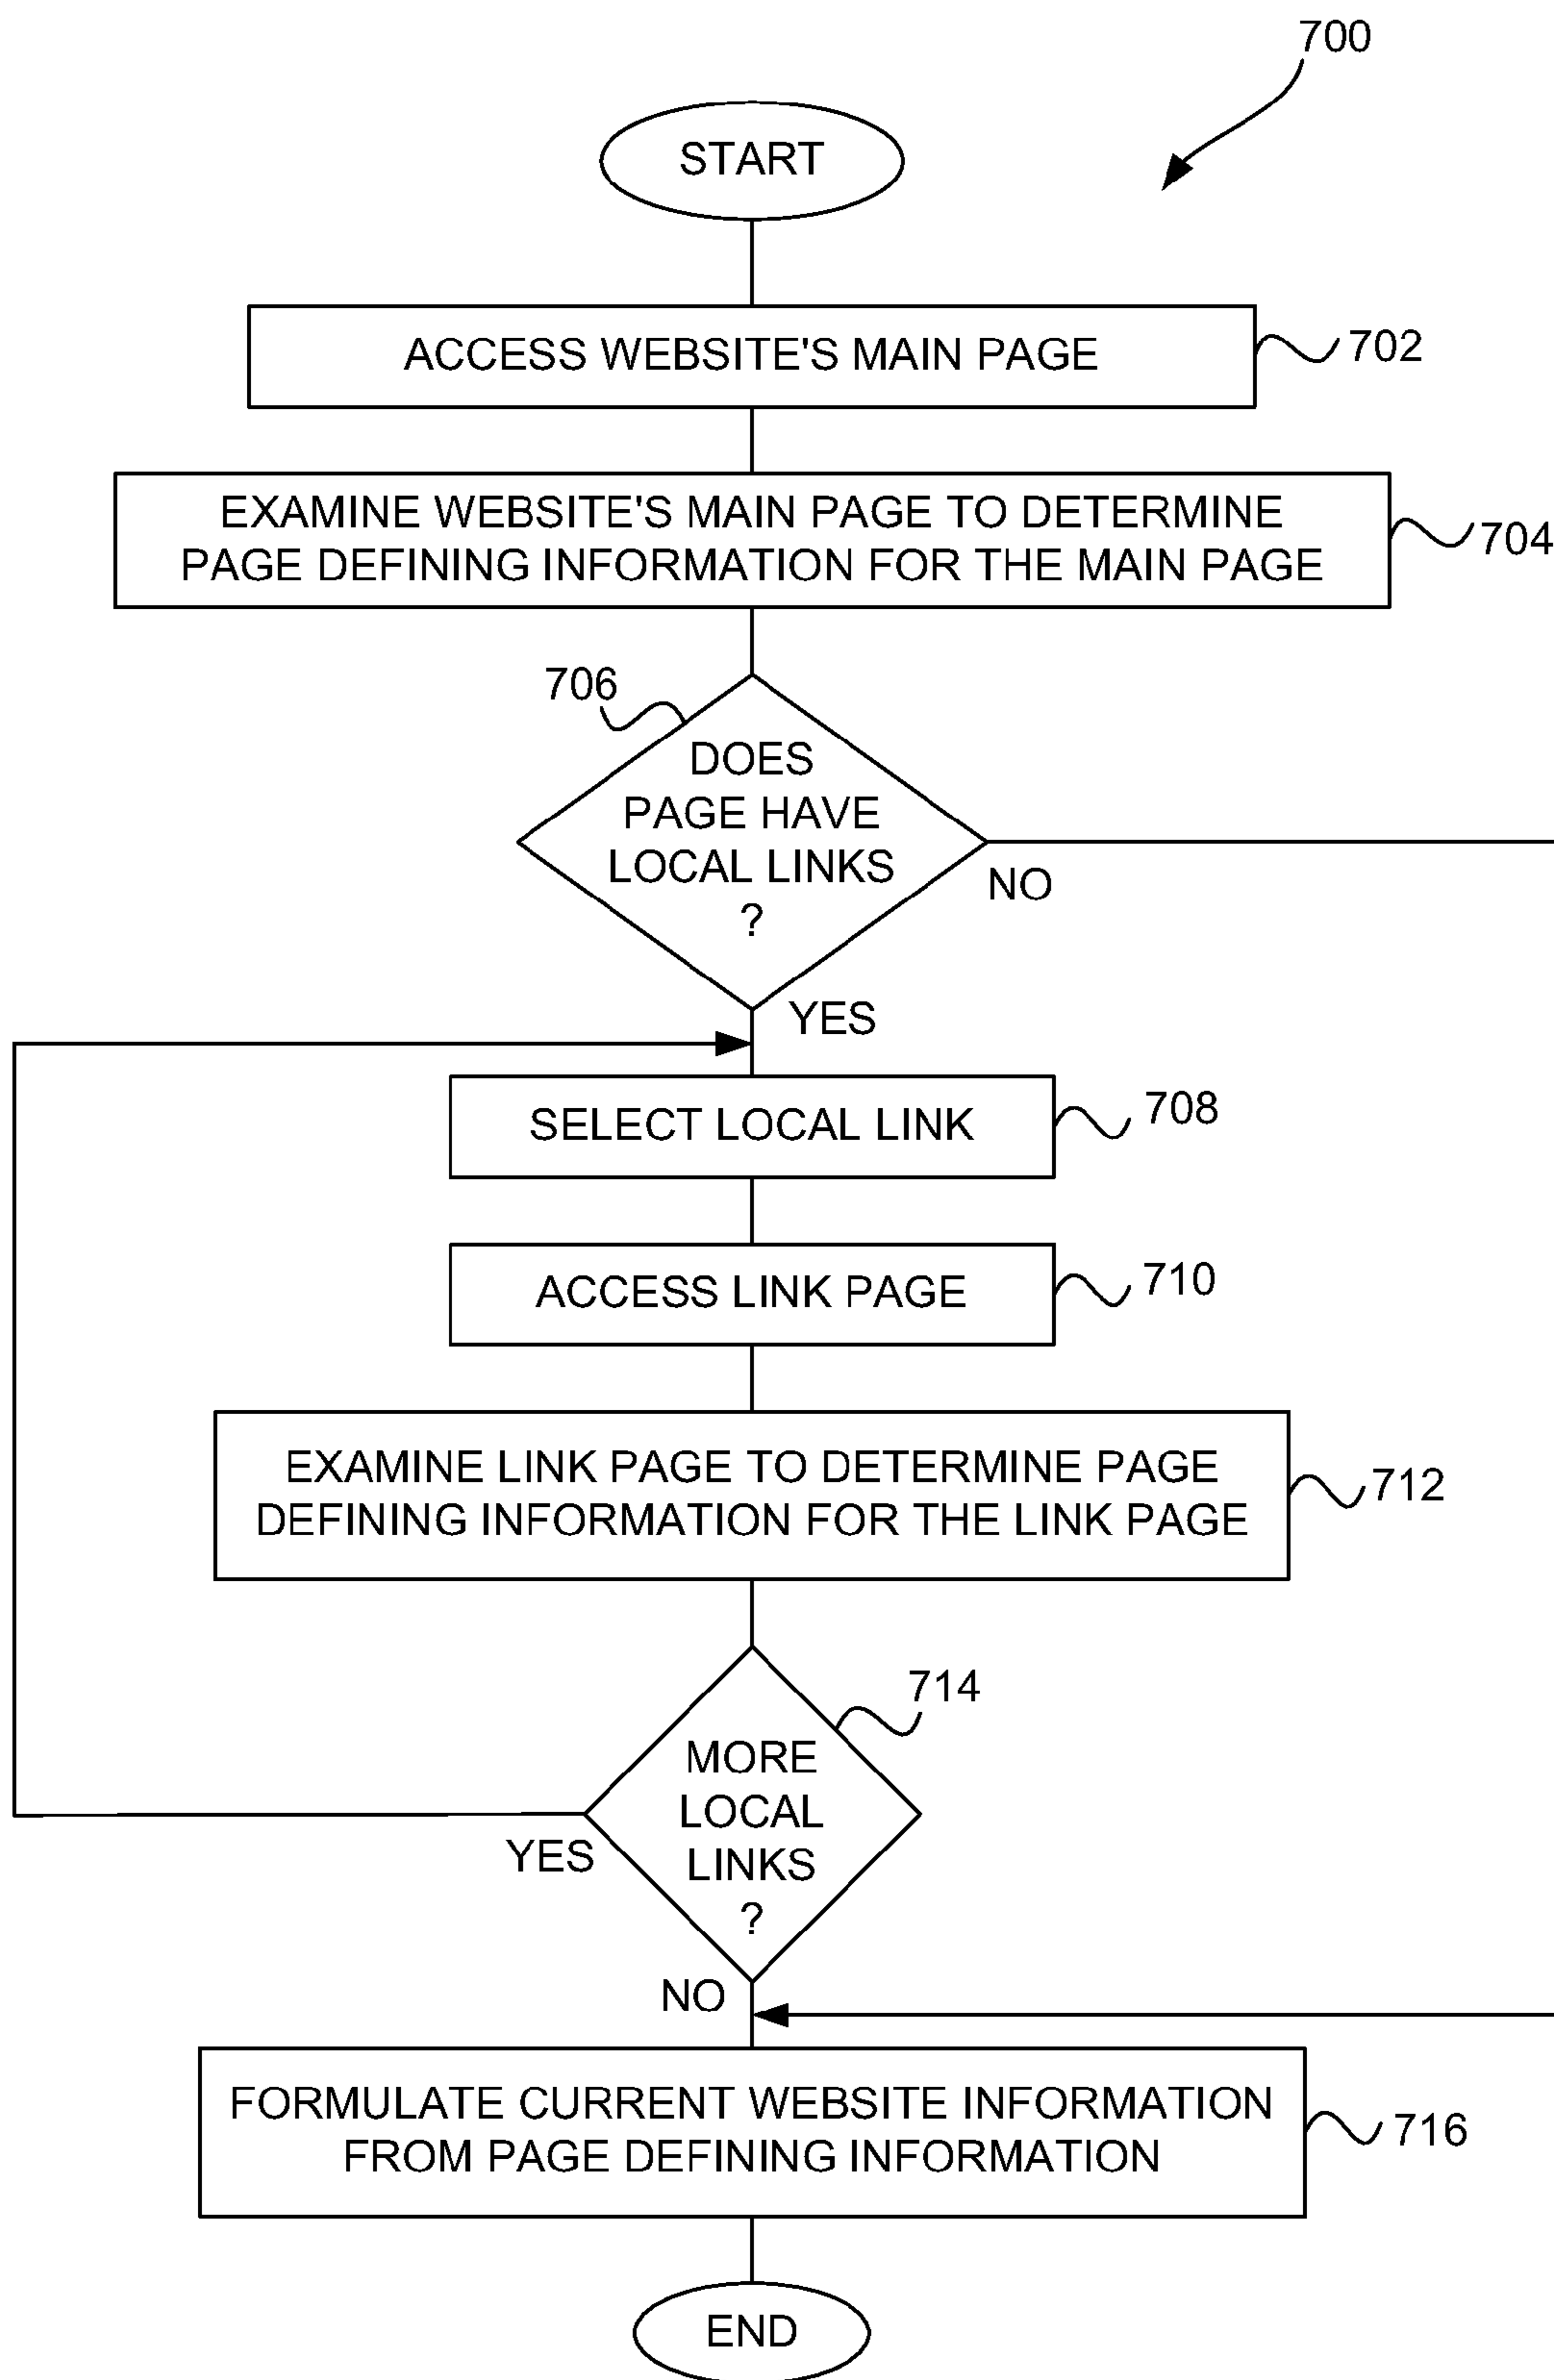 700
START
ACCESS WEBSITE'S MAIN PAGE
702
EXAMINE WEBSITE'S MAIN PAGE TO DETERMINE
PAGE DEFINING INFORMATION FOR THE MAIN PAGE
704
706
DOES
PAGE HAVE
LOCAL LINKS
?
NO
YES
SELECT LOCAL LINK
708
ACCESS LINK PAGE
710
EXAMINE LINK PAGE TO DETERMINE PAGE
DEFINING INFORMATION FOR THE LINK PAGE
712
714
MORE
LOCAL
LINKS
?
YES
NO
FORMULATE CURRENT WEBSITE INFORMATION
FROM PAGE DEFINING INFORMATION
716
END